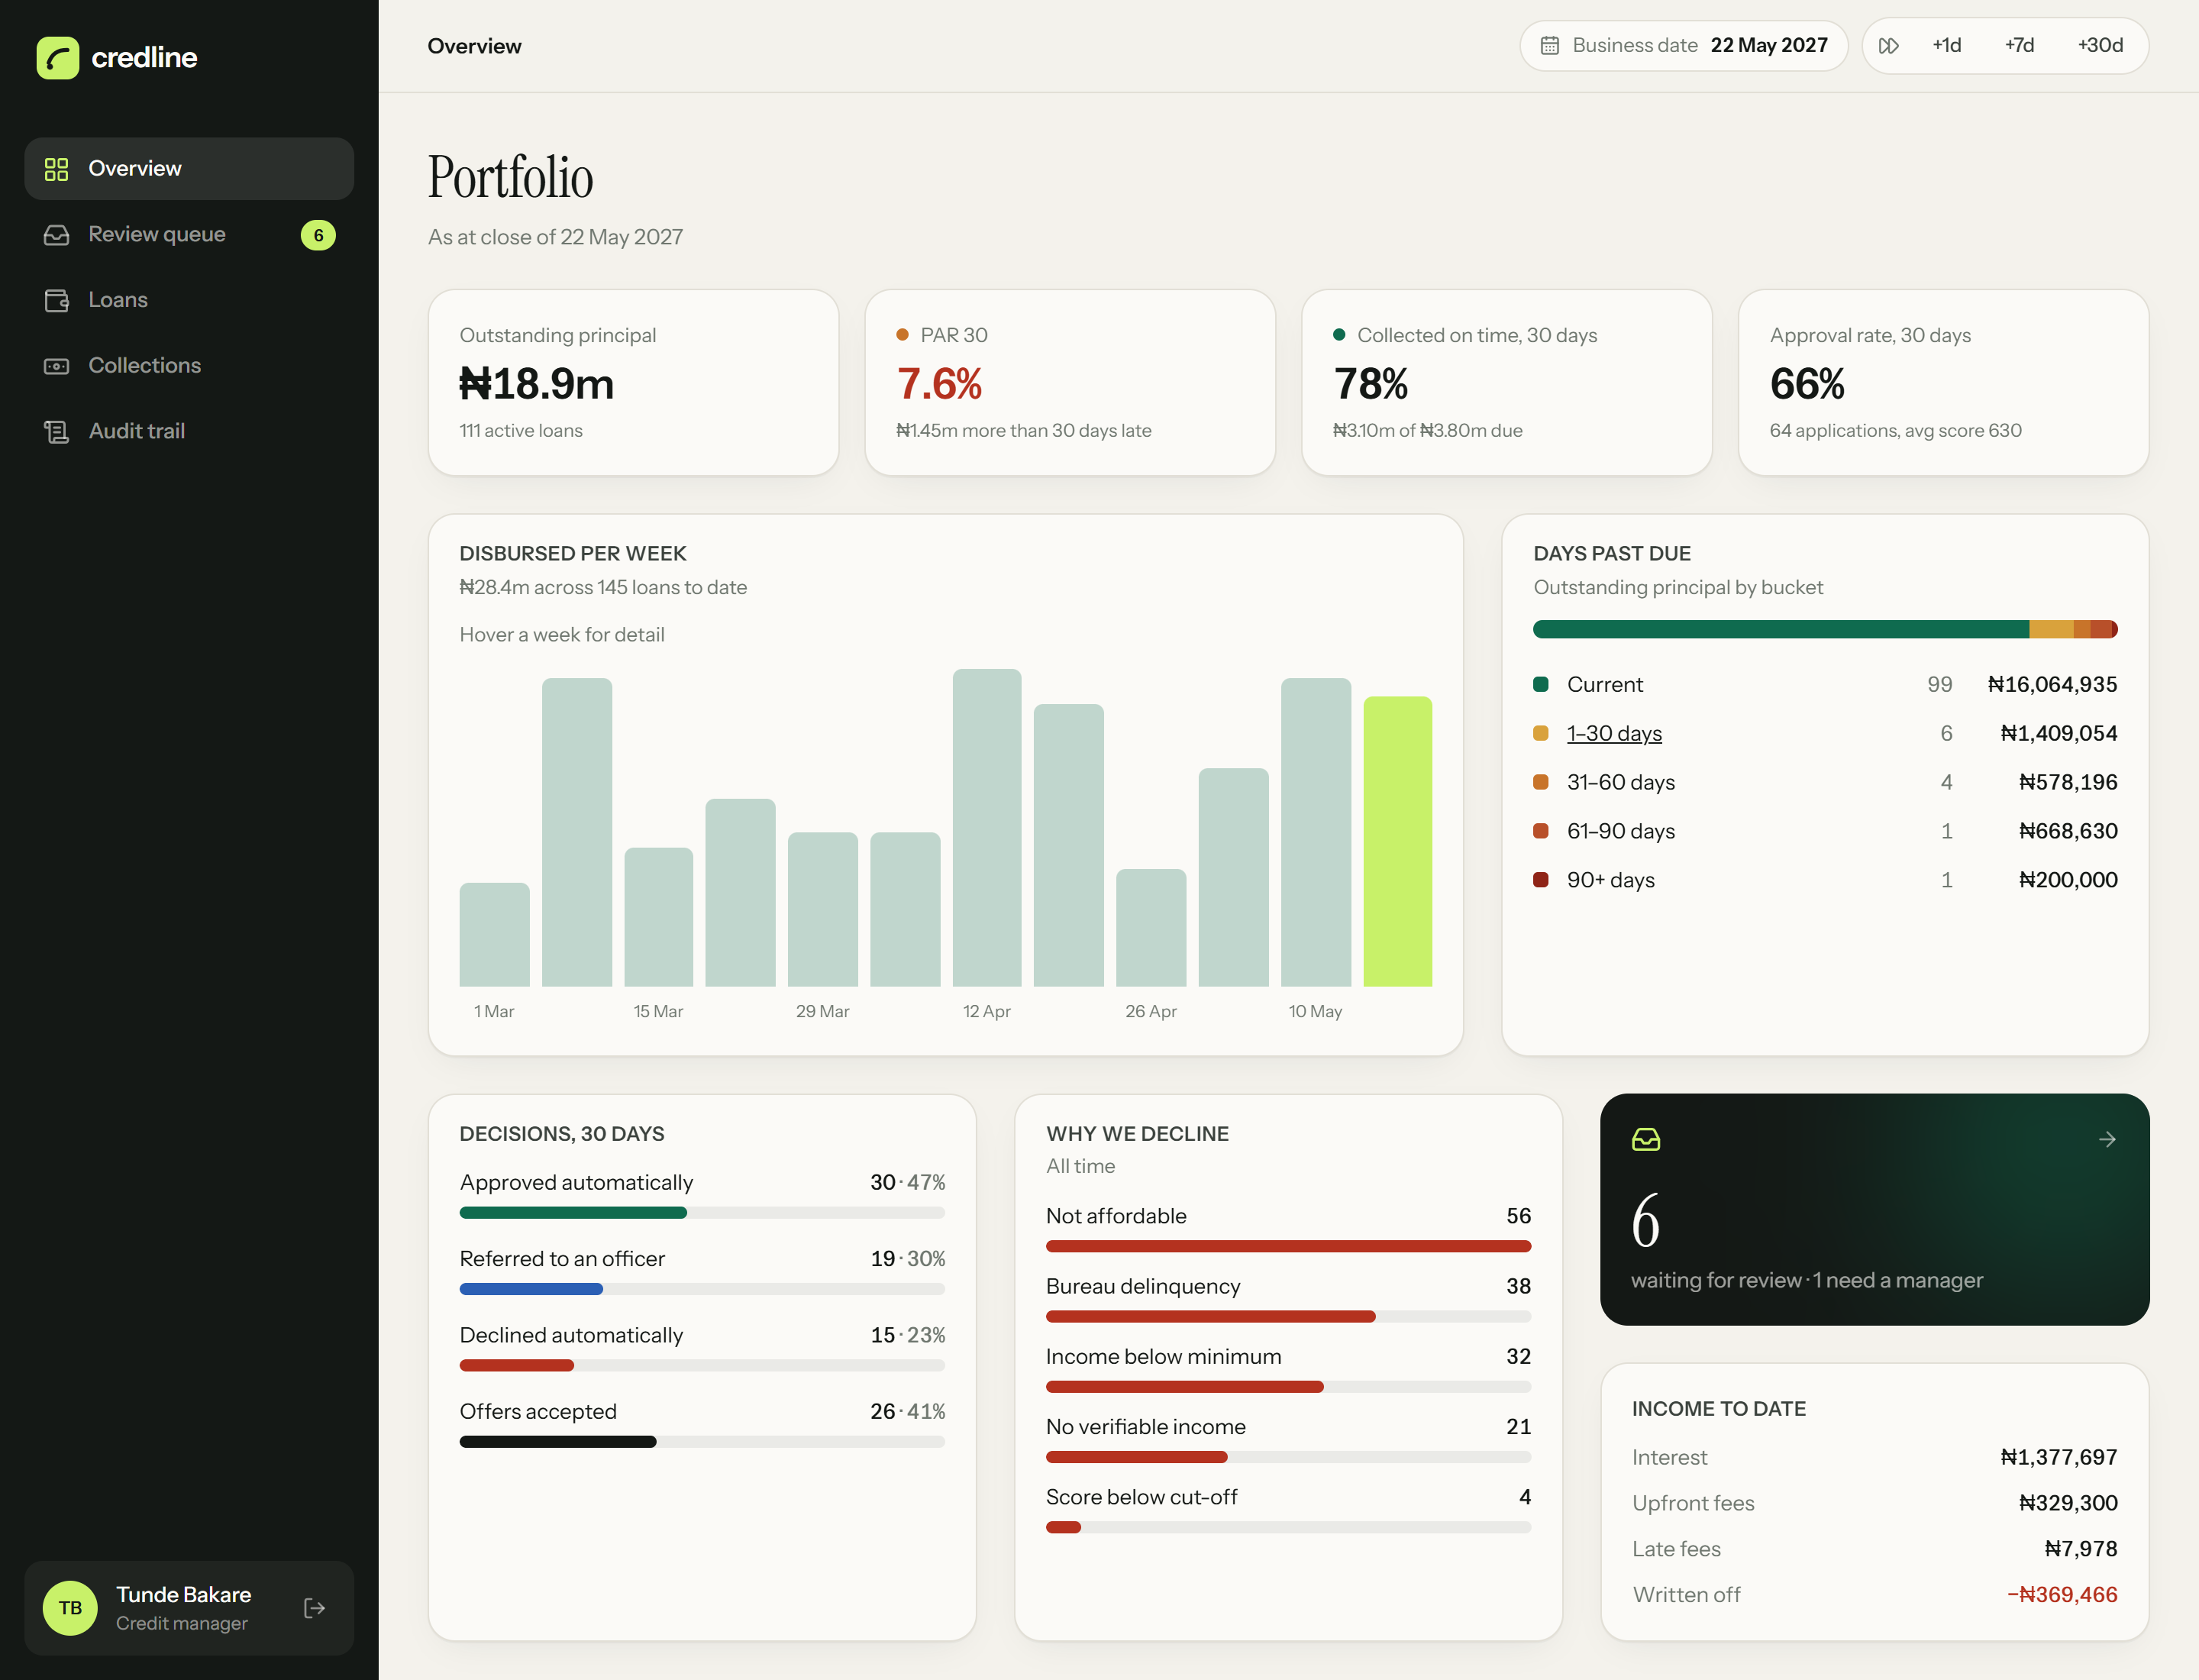 credline
Overview
Review queue 6
Loans
Collections
Audit trail
TB
Tunde Bakare
Credit manager
Overview
Business date 22 May 2027
+1d +7d +30d
Portfolio
As at close of 22 May 2027
Outstanding principal
₦18.9m
111 active loans
PAR 30
7.6%
₦1.45m more than 30 days late
Collected on time, 30 days
78%
₦3.10m of ₦3.80m due
Approval rate, 30 days
66%
64 applications, avg score 630
DISBURSED PER WEEK
₦28.4m across 145 loans to date
Hover a week for detail
1 Mar 15 Mar 29 Mar 12 Apr 26 Apr 10 May
DAYS PAST DUE
Outstanding principal by bucket
Current 99 ₦16,064,935
1–30 days 6 ₦1,409,054
31–60 days 4 ₦578,196
61–90 days 1 ₦668,630
90+ days 1 ₦200,000
DECISIONS, 30 DAYS
Approved automatically 30 · 47%
Referred to an officer 19 · 30%
Declined automatically 15 · 23%
Offers accepted 26 · 41%
WHY WE DECLINE
All time
Not affordable 56
Bureau delinquency 38
Income below minimum 32
No verifiable income 21
Score below cut-off 4
6
waiting for review · 1 need a manager
INCOME TO DATE
Interest ₦1,377,697
Upfront fees ₦329,300
Late fees ₦7,978
Written off −₦369,466